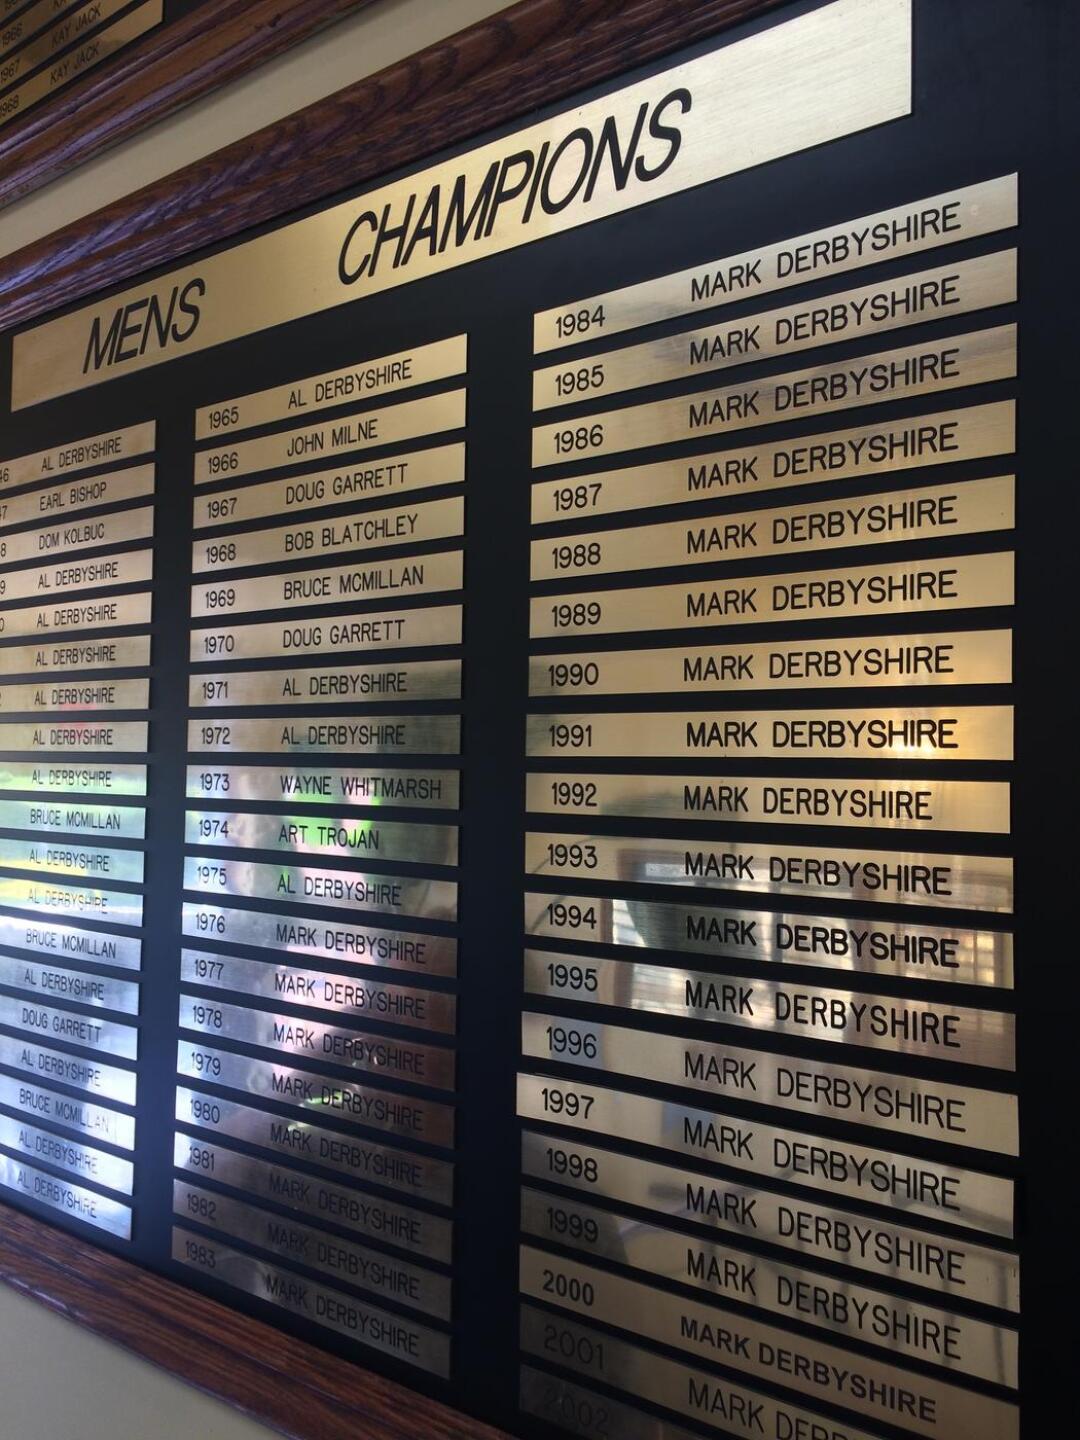 1966 KAY JACK
1967 KAY JACK
1968
MENS CHAMPIONS
46 AL DERBYSHIRE
47 EARL BISHOP
8 DOM KOLBUC
9 AL DERBYSHIRE
0 AL DERBYSHIRE
AL DERBYSHIRE
AL DERBYSHIRE
AL DERBYSHIRE
AL DERBYSHIRE
BRUCE MCMILLAN
AL DERBYSHIRE
AL DERBYSHIRE
BRUCE MCMILLAN
AL DERBYSHIRE
DOUG GARRETT
AL DERBYSHIRE
BRUCE MCMILLAN
AL DERBYSHIRE
AL DERBYSHIRE
1965 AL DERBYSHIRE
1966 JOHN MILNE
1967 DOUG GARRETT
1968 BOB BLATCHLEY
1969 BRUCE MCMILLAN
1970 DOUG GARRETT
1971 AL DERBYSHIRE
1972 AL DERBYSHIRE
1973 WAYNE WHITMARSH
1974 ART TROJAN
1975 AL DERBYSHIRE
1976 MARK DERBYSHIRE
1977 MARK DERBYSHIRE
1978 MARK DERBYSHIRE
1979 MARK DERBYSHIRE
1980 MARK DERBYSHIRE
1981 MARK DERBYSHIRE
1982 MARK DERBYSHIRE
1983 MARK DERBYSHIRE
1984 MARK DERBYSHIRE
1985 MARK DERBYSHIRE
1986 MARK DERBYSHIRE
1987 MARK DERBYSHIRE
1988 MARK DERBYSHIRE
1989 MARK DERBYSHIRE
1990 MARK DERBYSHIRE
1991 MARK DERBYSHIRE
1992 MARK DERBYSHIRE
1993 MARK DERBYSHIRE
1994 MARK DERBYSHIRE
1995 MARK DERBYSHIRE
1996 MARK DERBYSHIRE
1997 MARK DERBYSHIRE
1998 MARK DERBYSHIRE
1999 MARK DERBYSHIRE
2000 MARK DERBYSHIRE
2001 MARK DERB
2002